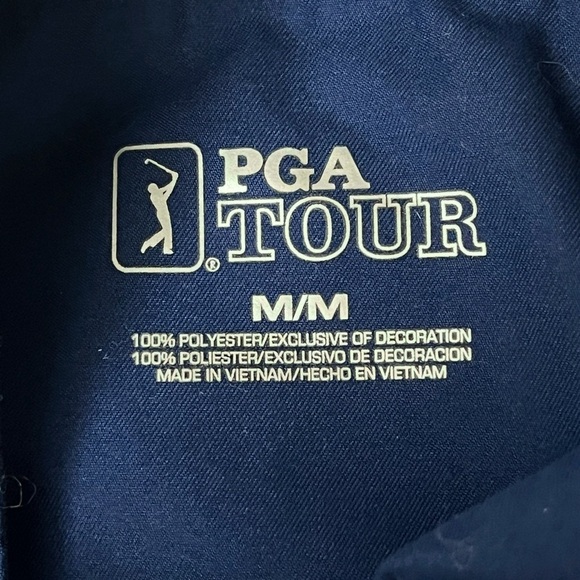 PGA
TOUR
®
M/M
100% POLYESTER/EXCLUSIVE OF DECORATION
100% POLIESTER/EXCLUSIVO DE DECORACION
MADE IN VIETNAM/HECHO EN VIETNAM